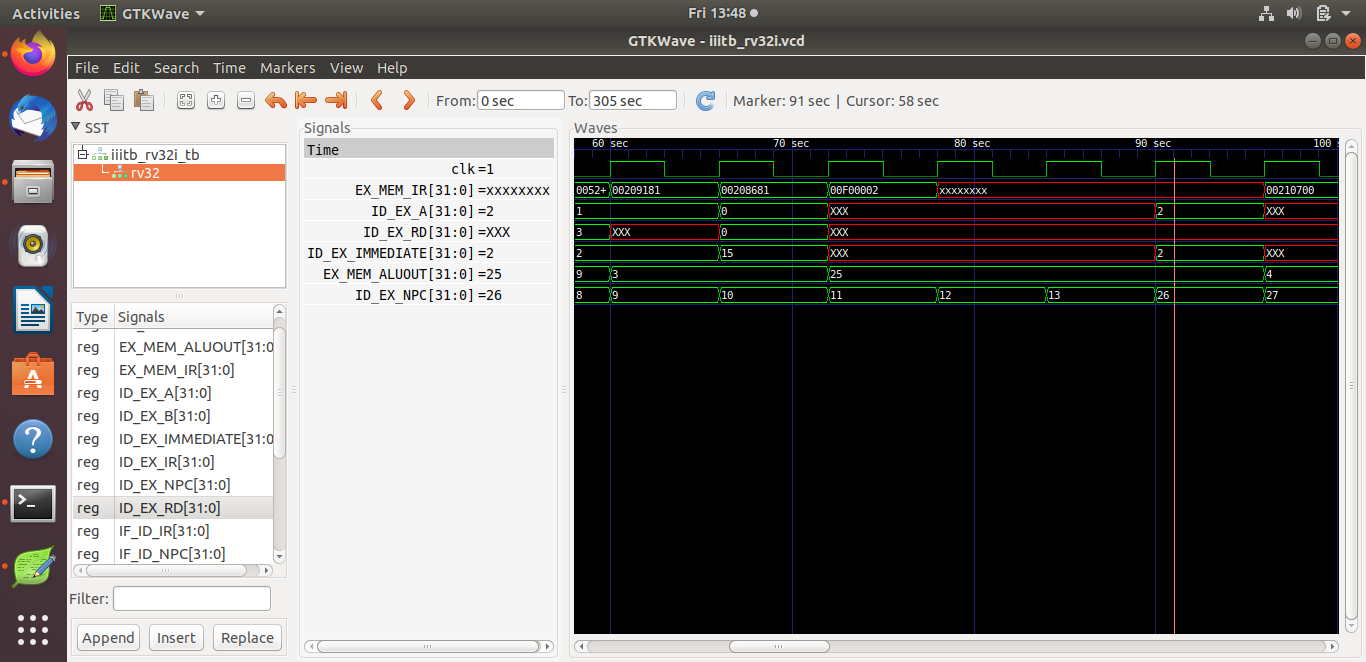 Activities GTKWave Fri 13:48
GTKWave - iiitb_rv32i.vcd
File Edit Search Time Markers View Help
From: 0 sec To: 305 sec Marker: 91 sec | Cursor: 58 sec
SST
iiitb_rv32i_tb
rv32
Type Signals
reg EX_MEM_ALUOUT[31:0
reg EX_MEM_IR[31:0]
reg ID_EX_A[31:0]
reg ID_EX_B[31:0]
reg ID_EX_IMMEDIATE[31:0
reg ID_EX_IR[31:0]
reg ID_EX_NPC[31:0]
reg ID_EX_RD[31:0]
reg IF_ID_IR[31:0]
reg IF_ID_NPC[31:0]
Filter:
Append Insert Replace
Signals
Time
clk=1
EX_MEM_IR[31:0] =xxxxxxxx
ID_EX_A[31:0] =2
ID_EX_RD[31:0] =XXX
ID_EX_IMMEDIATE[31:0] =2
EX_MEM_ALUOUT[31:0] =25
ID_EX_NPC[31:0] =26
Waves
60 sec 70 sec 80 sec 90 sec 100
0052+ 00209181 00208681 00F00002 xxxxxxxx 00210700
1 0 XXX 2 XXX
3 XXX 0 XXX
2 15 XXX 2 XXX
9 3 25 4
8 9 10 11 12 13 26 27